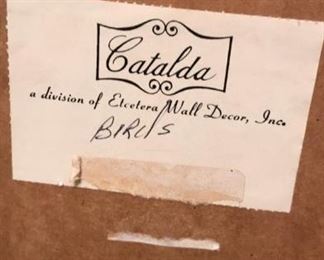 Catalda
a division of Etcetera Wall Decor, Inc.
BIRDS